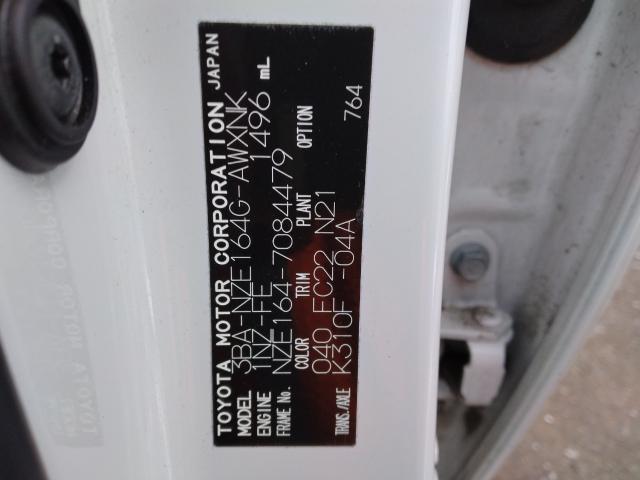 TOYOTA MOTOR CORPORATION JAPAN
MODEL 3BA-NZE164G-AWXNK
ENGINE 1NZ-FE 1496 mL
FRAME No. NZE164-7084479
COLOR TRIM PLANT OPTION
040 FC22 N21
TRANS./AXLE K310F -04A 764